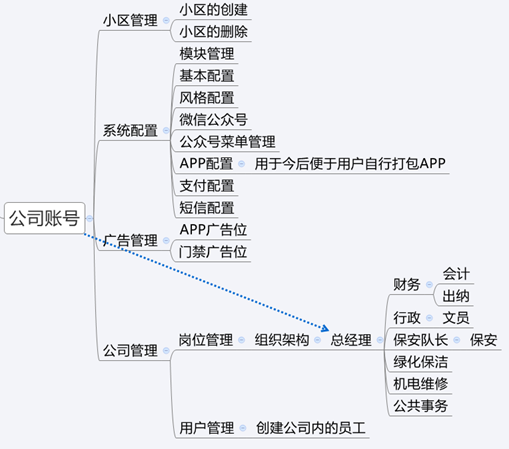 公司账号
小区管理
小区的创建
小区的删除
系统配置
模块管理
基本配置
风格配置
微信公众号
公众号菜单管理
APP配置
用于今后便于用户自行打包APP
支付配置
短信配置
广告管理
APP广告位
门禁广告位
公司管理
岗位管理
组织架构
总经理
财务
会计
出纳
行政
文员
保安队长
保安
绿化保洁
机电维修
公共事务
用户管理
创建公司内的员工